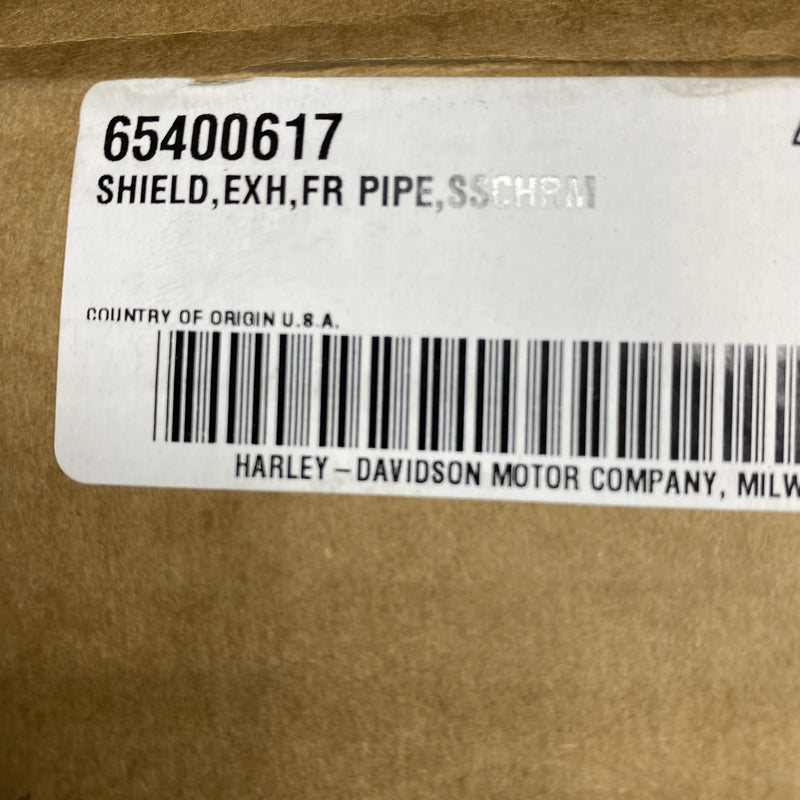 65400617
SHIELD,EXH,FR PIPE,SSCHRM
COUNTRY OF ORIGIN U.S.A.
HARLEY-DAVIDSON MOTOR COMPANY, MILW